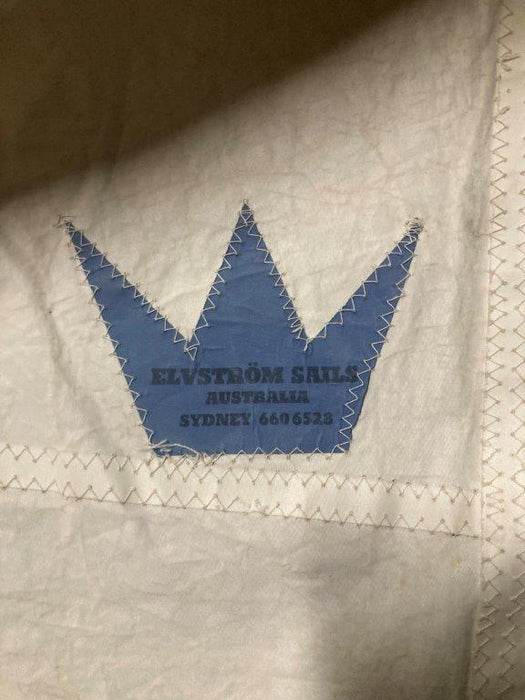 ELVSTRÖM SAILS
AUSTRALIA
SYDNEY 660 6528